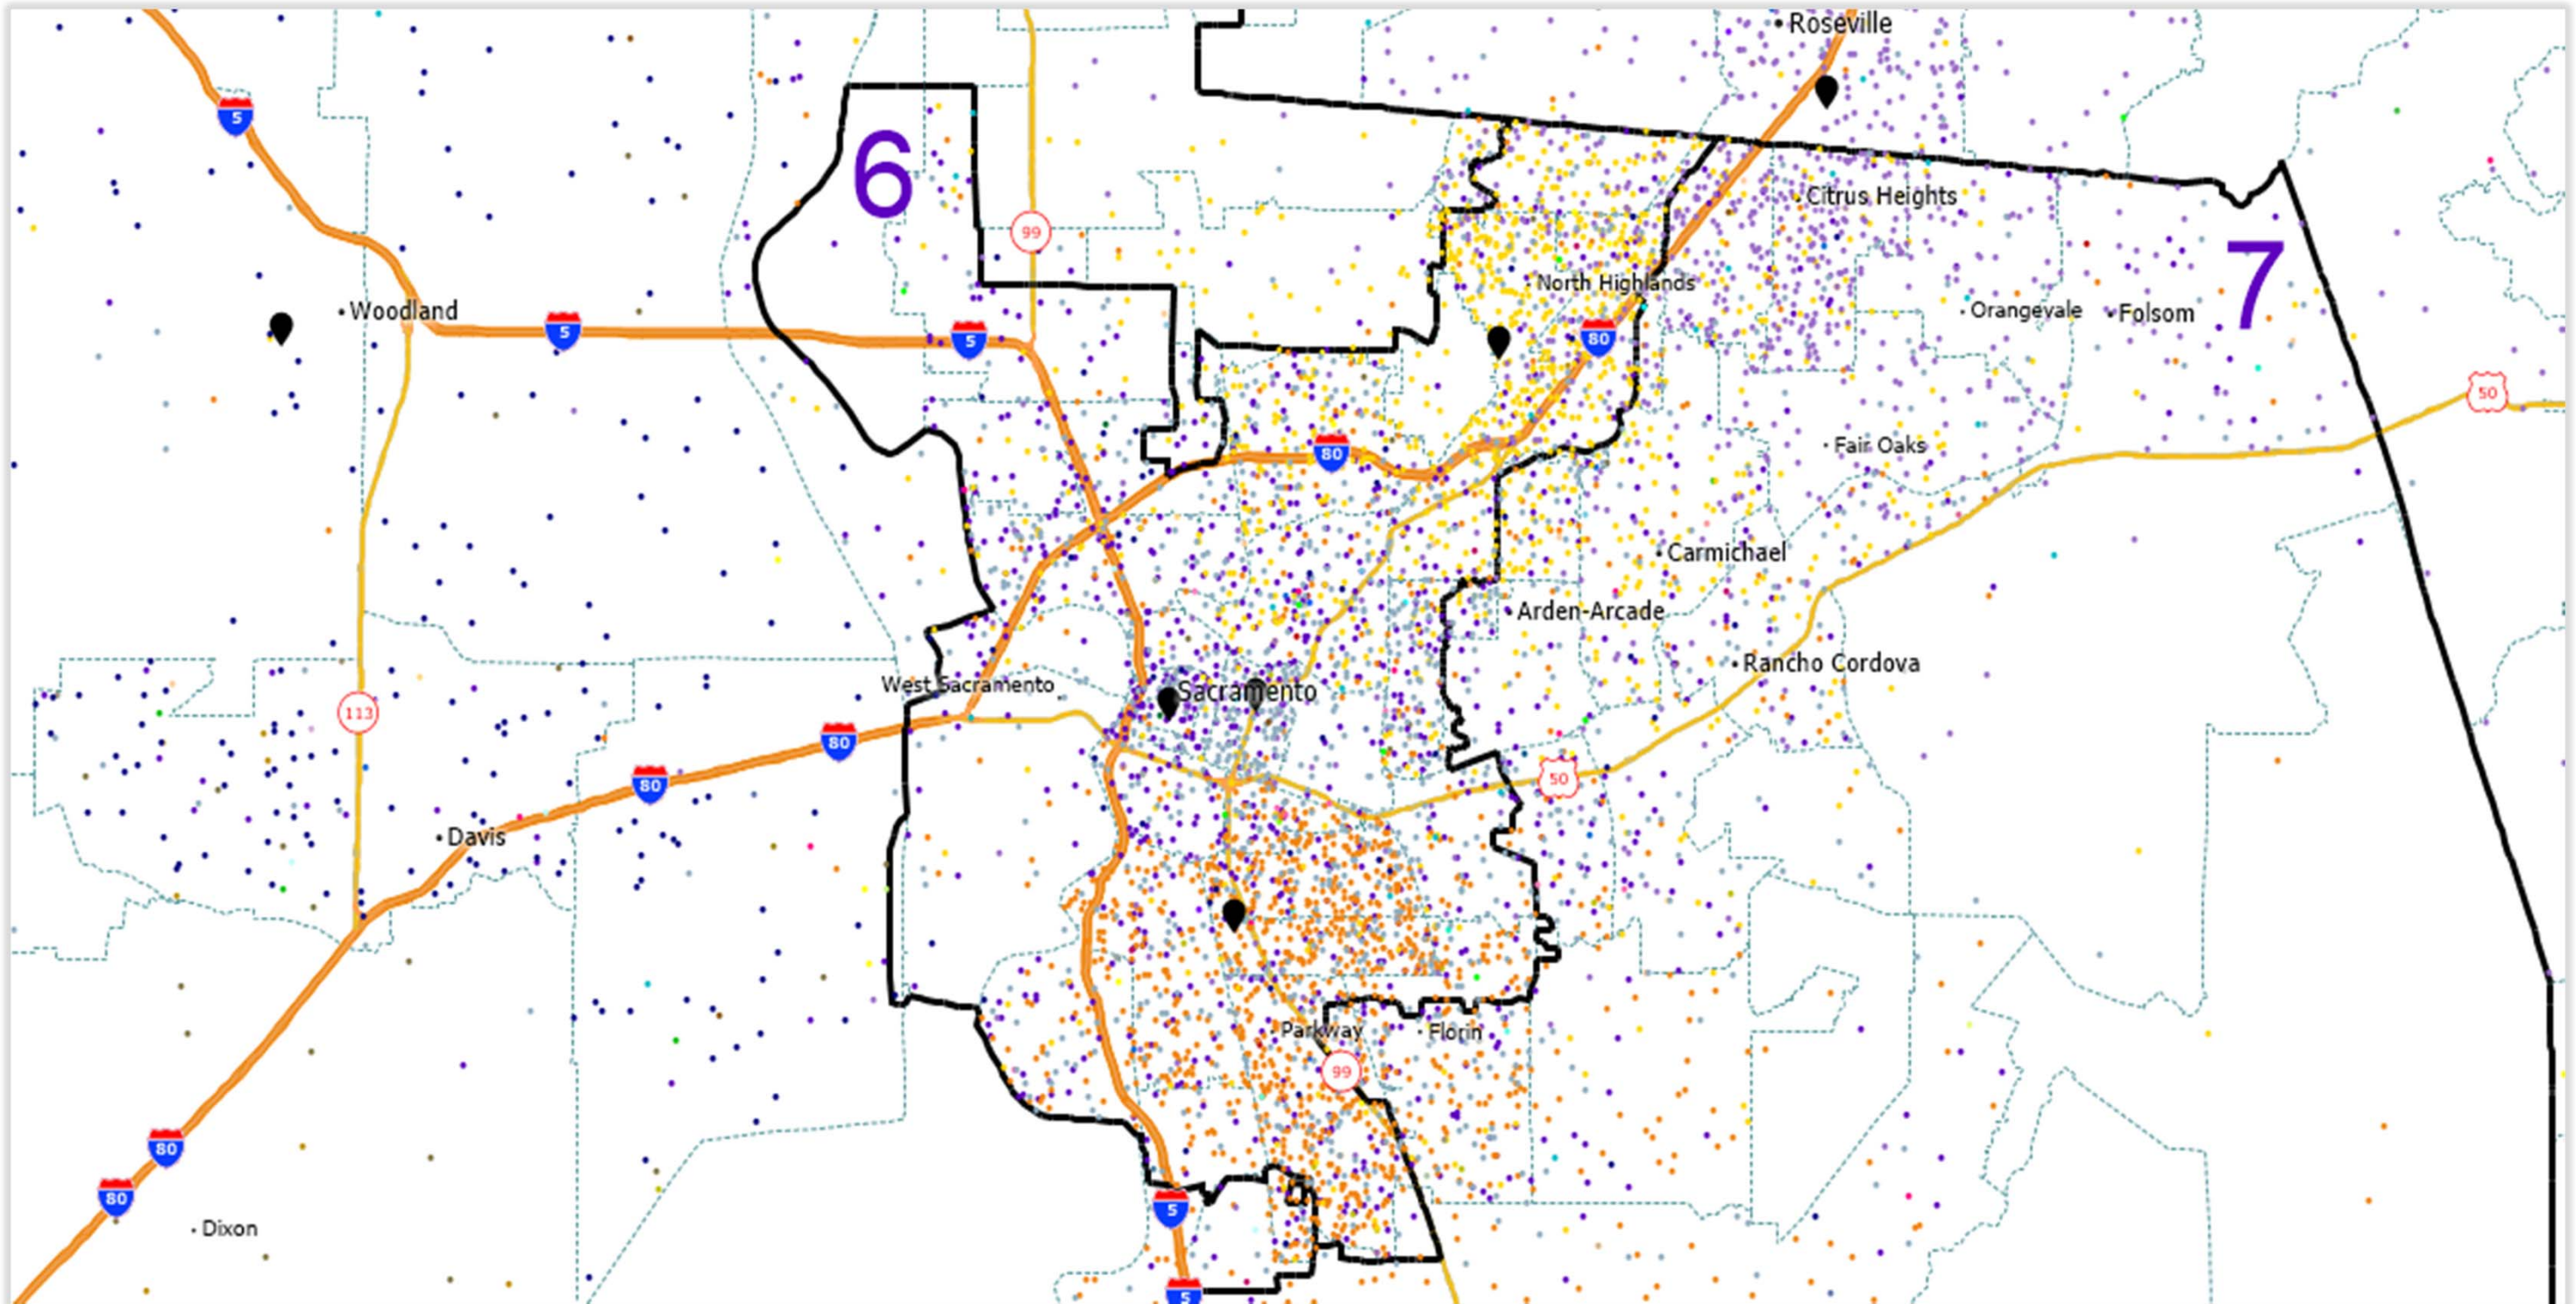 Roseville
5
6
Citrus Heights
99
7
North Highlands
Woodland
Orangevale
Folsom
5
5
80
50
Fair Oaks
80
Carmichael
Arden-Arcade
Rancho Cordova
West Sacramento
Sacramento
113
80
80
50
Davis
Parkway
Florin
99
80
80
5
Dixon
5